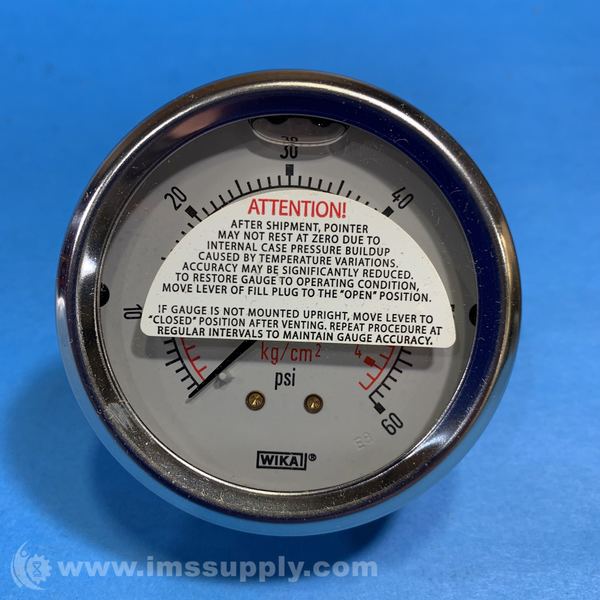 30
20
40
ATTENTION!
AFTER SHIPMENT, POINTER
MAY NOT REST AT ZERO DUE TO
INTERNAL CASE PRESSURE BUILDUP
CAUSED BY TEMPERATURE VARIATIONS.
ACCURACY MAY BE SIGNIFICANTLY REDUCED.
TO RESTORE GAUGE TO OPERATING CONDITION,
MOVE LEVER OF FILL PLUG TO THE "OPEN" POSITION.
IF GAUGE IS NOT MOUNTED UPRIGHT, MOVE LEVER TO
"CLOSED" POSITION AFTER VENTING. REPEAT PROCEDURE AT
REGULAR INTERVALS TO MAINTAIN GAUGE ACCURACY.
10
kg/cm2
4
psi
60
WIKAI®
www.imssupply.com